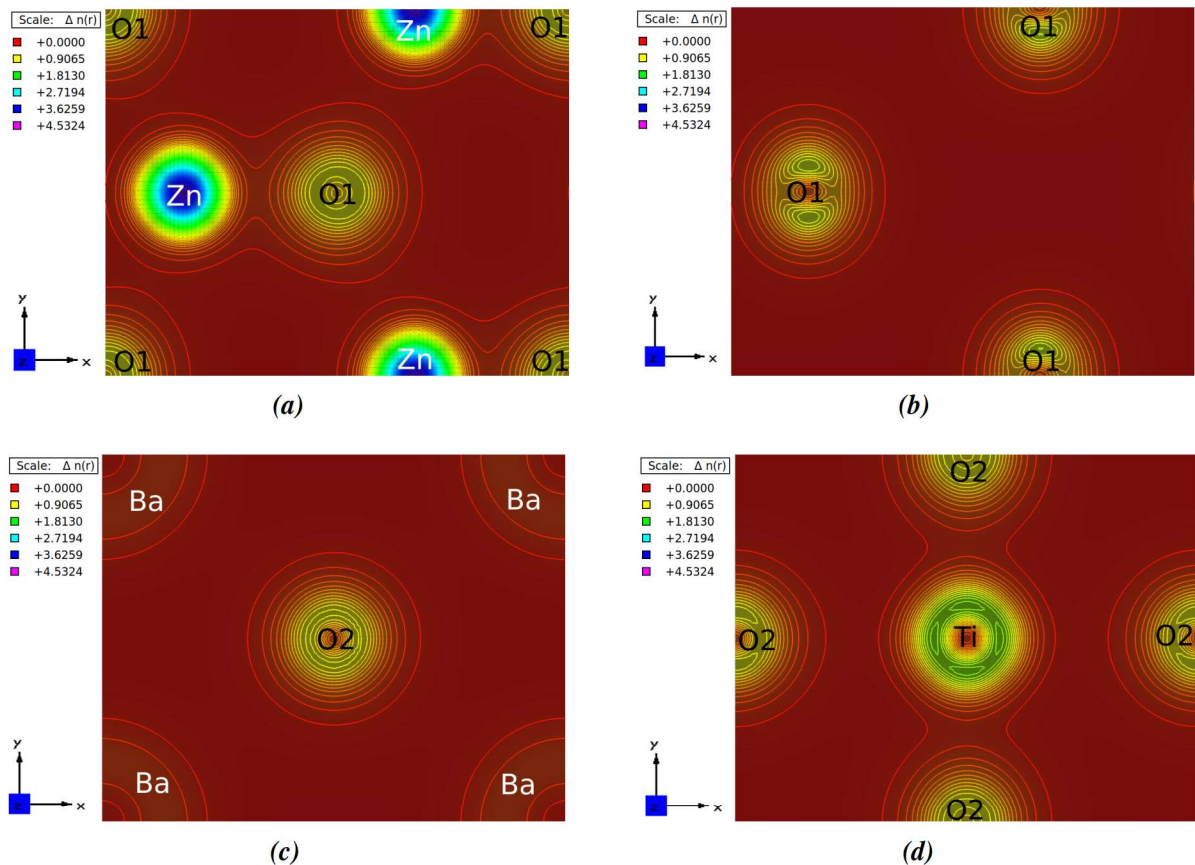 Scale: Δ n(r)
+0.0000
+0.9065
+1.8130
+2.7194
+3.6259
+4.5324
O1
Zn
O1
Zn
O1
O1
Zn
O1
y
z
x
(a)
Scale: Δ n(r)
+0.0000
+0.9065
+1.8130
+2.7194
+3.6259
+4.5324
O1
O1
O1
y
z
x
(b)
Scale: Δ n(r)
+0.0000
+0.9065
+1.8130
+2.7194
+3.6259
+4.5324
Ba
Ba
O2
Ba
Ba
y
z
x
(c)
Scale: Δ n(r)
+0.0000
+0.9065
+1.8130
+2.7194
+3.6259
+4.5324
O2
O2
Ti
O2
O2
y
z
x
(d)